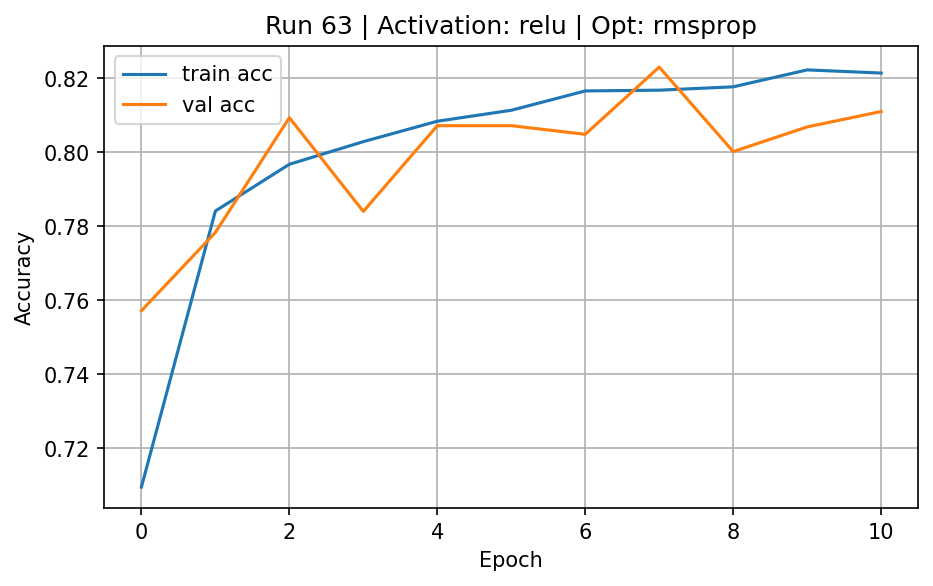 Run 63 | Activation: relu | Opt: rmsprop
train acc
val acc
0.82
0.80
0.78
0.76
0.74
0.72
Accuracy
0 2 4 6 8 10
Epoch